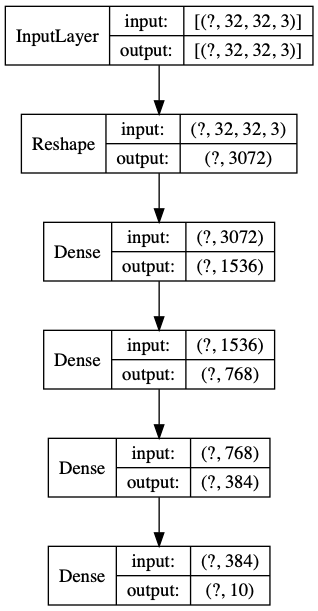 InputLayer input: [(?, 32, 32, 3)]
output: [(?, 32, 32, 3)]
Reshape input: (?, 32, 32, 3)
output: (?, 3072)
Dense input: (?, 3072)
output: (?, 1536)
Dense input: (?, 1536)
output: (?, 768)
Dense input: (?, 768)
output: (?, 384)
Dense input: (?, 384)
output: (?, 10)